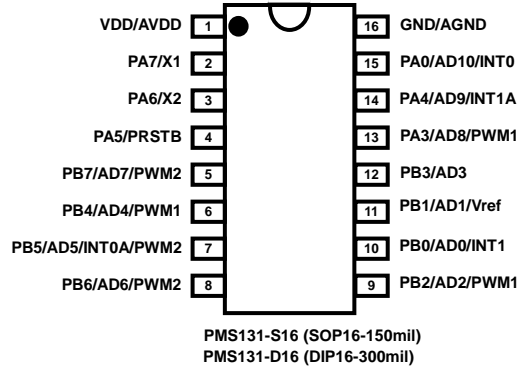 VDD/AVDD 1 16 GND/AGND
PA7/X1 2 15 PA0/AD10/INT0
PA6/X2 3 14 PA4/AD9/INT1A
PA5/PRSTB 4 13 PA3/AD8/PWM1
PB7/AD7/PWM2 5 12 PB3/AD3
PB4/AD4/PWM1 6 11 PB1/AD1/Vref
PB5/AD5/INT0A/PWM2 7 10 PB0/AD0/INT1
PB6/AD6/PWM2 8 9 PB2/AD2/PWM1
PMS131-S16 (SOP16-150mil)
PMS131-D16 (DIP16-300mil)